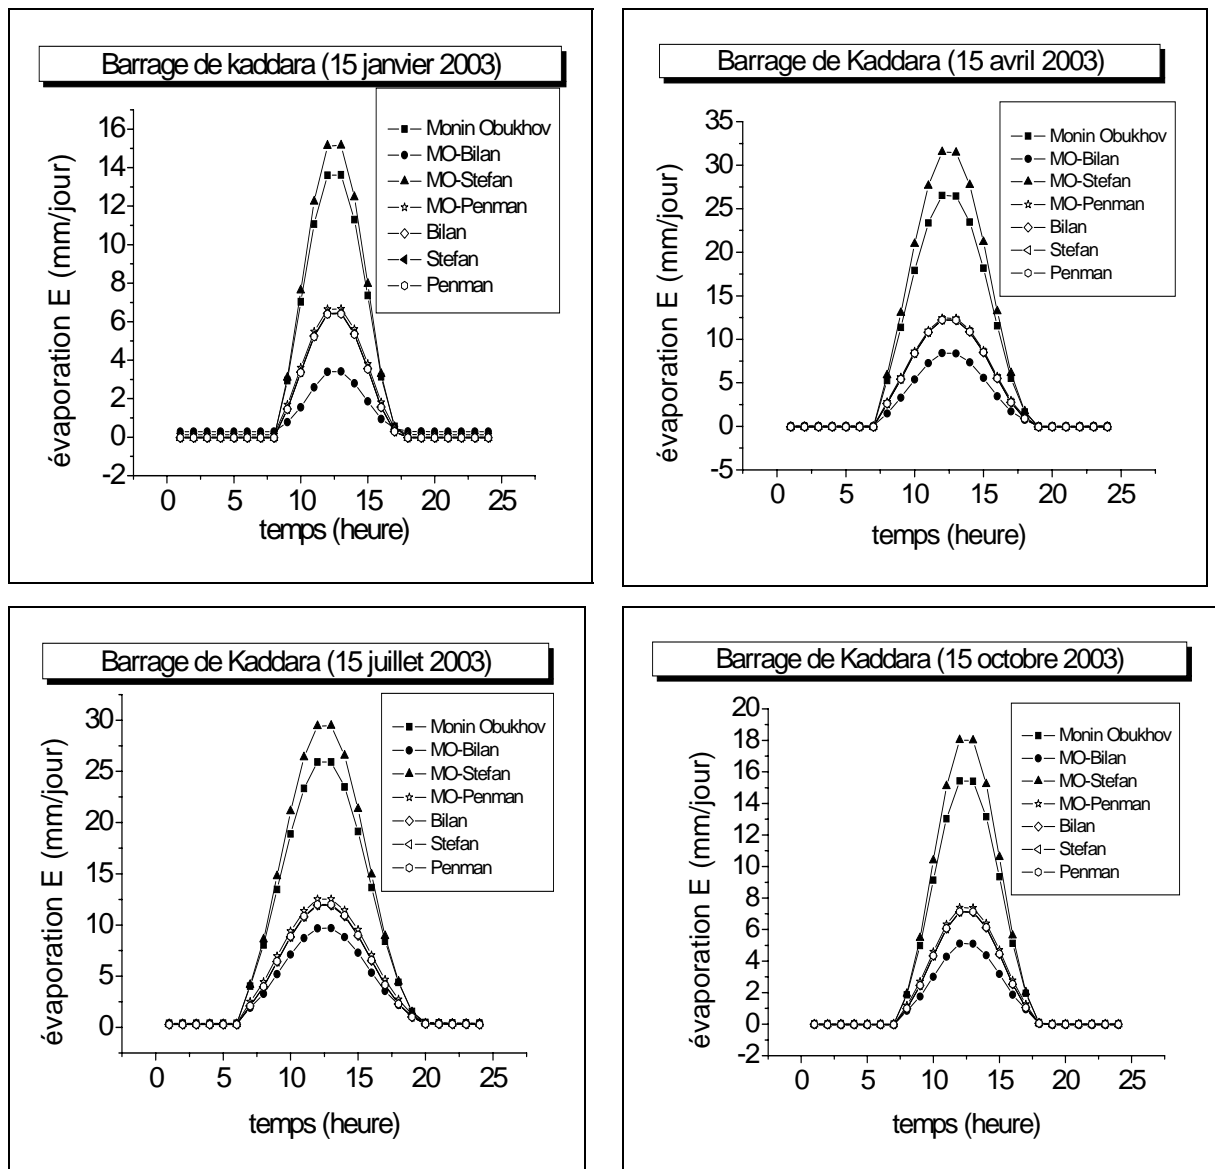 Barrage de kaddara (15 janvier 2003)
Monin Obukhov
MO-Bilan
MO-Stefan
MO-Penman
Bilan
Stefan
Penman
16
14
12
10
8
6
4
2
0
-2
évaporation E (mm/jour)
0 5 10 15 20 25
temps (heure)
Barrage de Kaddara (15 avril 2003)
Monin Obukhov
MO-Bilan
MO-Stefan
MO-Penman
Bilan
Stefan
Penman
35
30
25
20
15
10
5
0
-5
évaporation E (mm/jour)
0 5 10 15 20 25
temps (heure)
Barrage de Kaddara (15 juillet 2003)
Monin Obukhov
MO-Bilan
MO-Stefan
MO-Penman
Bilan
Stefan
Penman
30
25
20
15
10
5
0
évaporation E (mm/jour)
0 5 10 15 20 25
temps (heure)
Barrage de Kaddara (15 octobre 2003)
Monin Obukhov
MO-Bilan
MO-Stefan
MO-Penman
Bilan
Stefan
Penman
20
18
16
14
12
10
8
6
4
2
0
-2
évaporation E (mm/jour)
0 5 10 15 20 25
temps (heure)